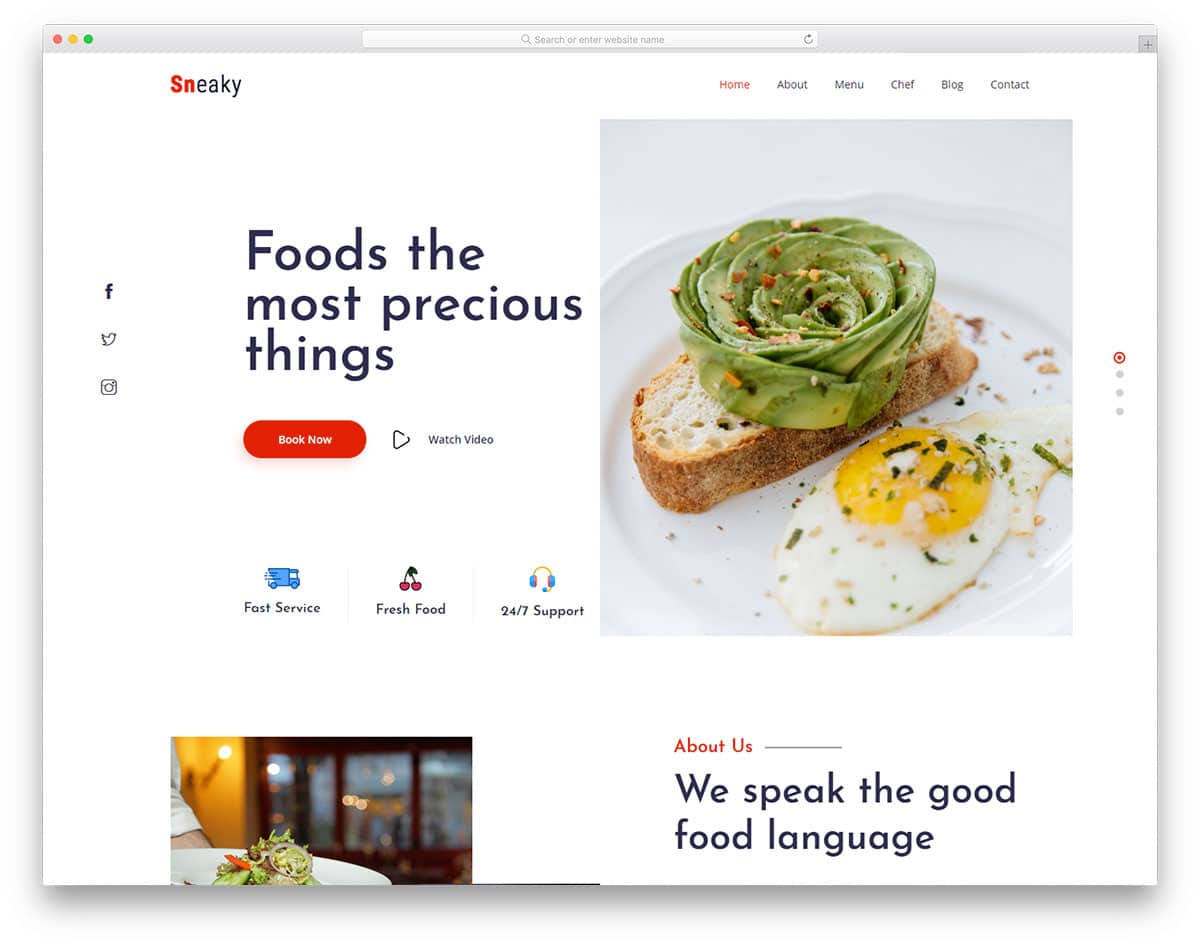 Search or enter website name
Sneaky
Home About Menu Chef Blog Contact
Foods the
most precious
things
Book Now Watch Video
Fast Service Fresh Food 24/7 Support
About Us
We speak the good
food language